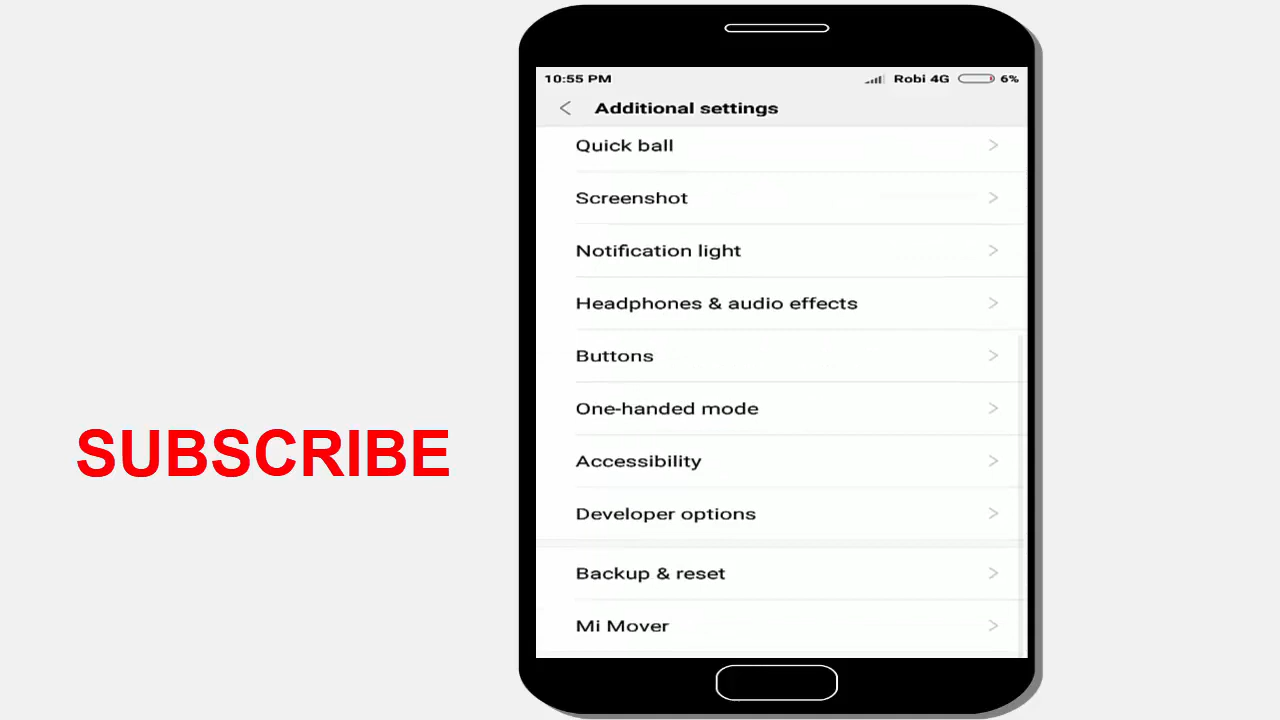 10:55 PM Robi 4G 6%
Additional settings
Quick ball
Screenshot
Notification light
Headphones & audio effects
Buttons
One-handed mode
Accessibility
Developer options
Backup & reset
Mi Mover
SUBSCRIBE